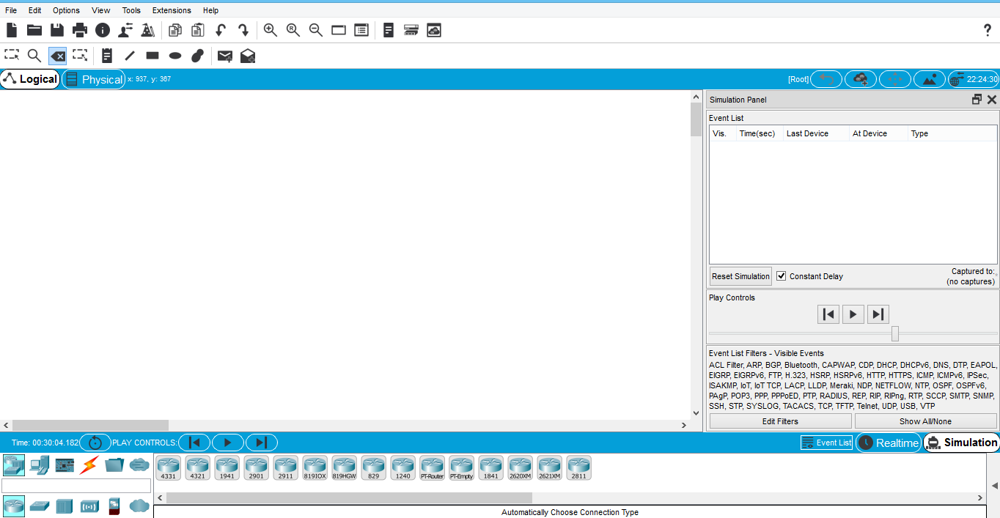 File Edit Options View Tools Extensions Help
?
Logical Physical x: 937, y: 367 [Root] 22:24:30
Simulation Panel
Event List
Vis. Time(sec) Last Device At Device Type
Reset Simulation Constant Delay Captured to:
(no captures)
Play Controls
Event List Filters - Visible Events
ACL Filter, ARP, BGP, Bluetooth, CAPWAP, CDP, DHCP, DHCPv6, DNS, DTP, EAPOL,
EIGRP, EIGRPv6, FTP, H.323, HSRP, HSRPv6, HTTP, HTTPS, ICMP, ICMPv6, IPSec,
ISAKMP, IoT, IoT TCP, LACP, LLDP, Meraki, NDP, NETFLOW, NTP, OSPF, OSPFv6,
PAgP, POP3, PPP, PPPoED, PTP, RADIUS, REP, RIP, RIPng, RTP, SCCP, SMTP, SNMP,
SSH, STP, SYSLOG, TACACS, TCP, TFTP, Telnet, UDP, USB, VTP
Edit Filters Show All/None
Time: 00:30:04.182 PLAY CONTROLS: Event List Realtime Simulation
4331 4321 1941 2901 2911 819IOX 819HGW 829 1240 PT-Router PT-Empty 1841 2620XM 2621XM 2811
Automatically Choose Connection Type